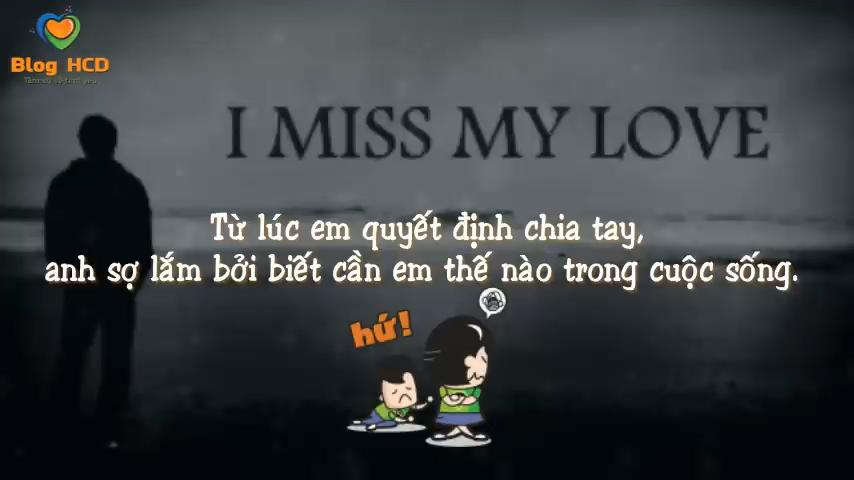 Blog HCD
I MISS MY LOVE
Từ lúc em quyết định chia tay,
anh sợ lắm bởi biết cần em thế nào trong cuộc sống.
hứ!